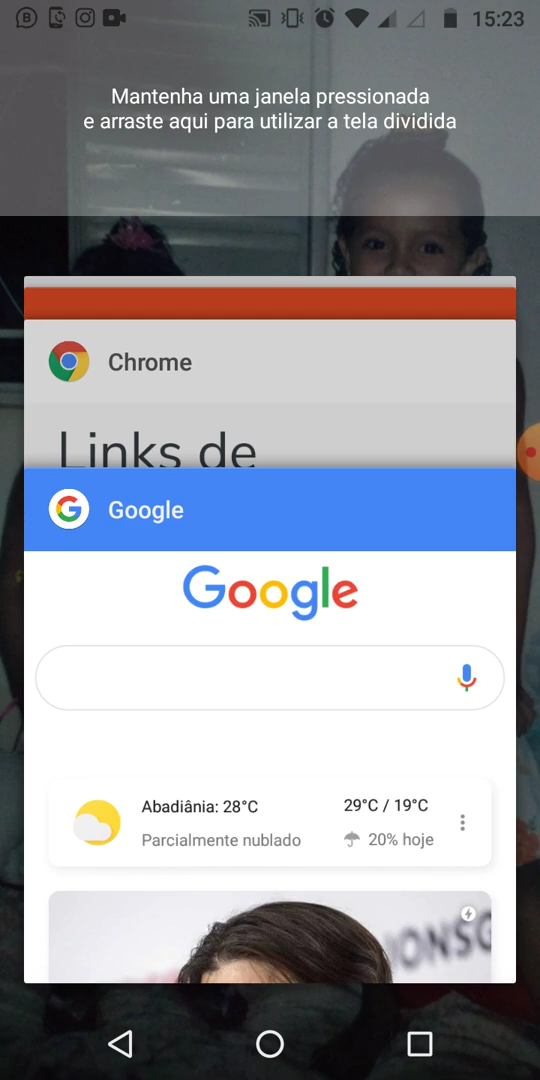 15:23
Mantenha uma janela pressionada
e arraste aqui para utilizar a tela dividida
Chrome
Links de
Google
Google
Abadiânia: 28°C
29°C / 19°C
Parcialmente nublado
20% hoje